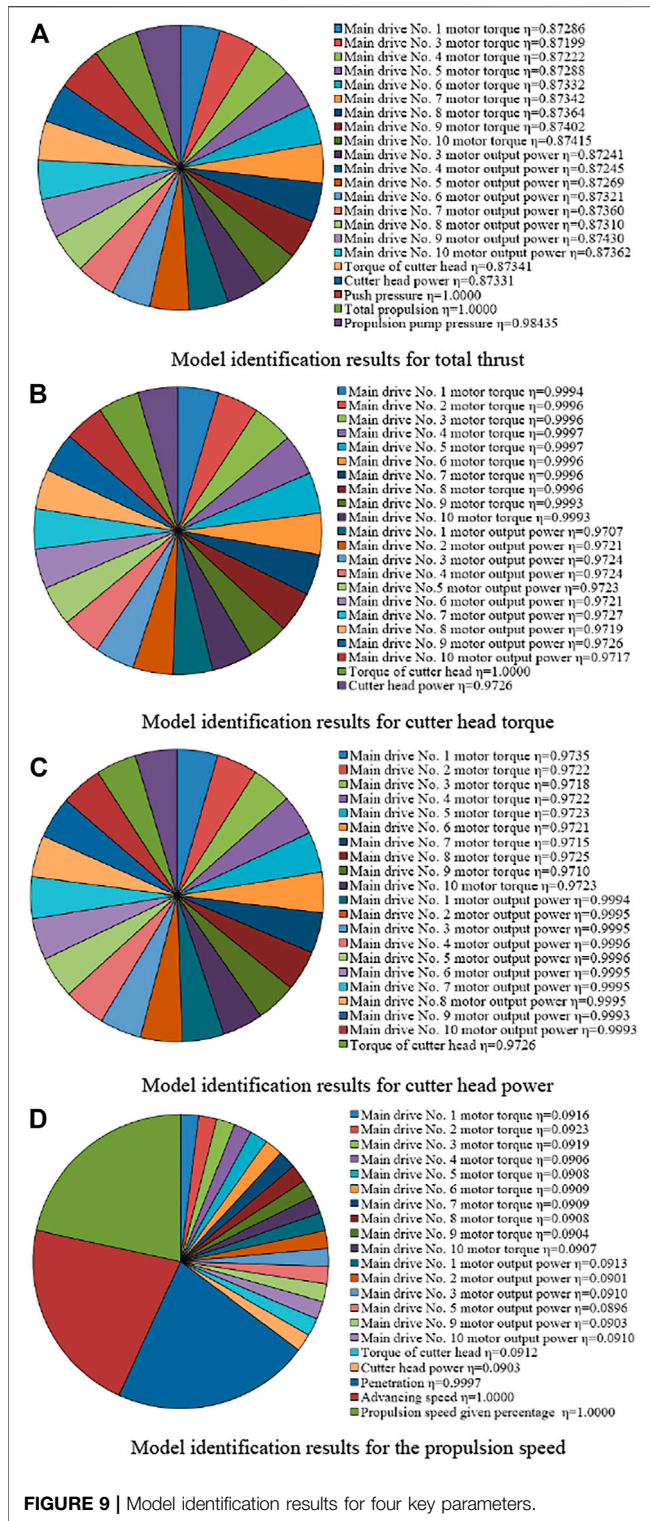 A
Main drive No. 1 motor torque η=0.87286
Main drive No. 3 motor torque η=0.87199
Main drive No. 4 motor torque η=0.87222
Main drive No. 5 motor torque η=0.87288
Main drive No. 6 motor torque η=0.87332
Main drive No. 7 motor torque η=0.87342
Main drive No. 8 motor torque η=0.87364
Main drive No. 9 motor torque η=0.87402
Main drive No. 10 motor torque η=0.87415
Main drive No. 3 motor output power η=0.87241
Main drive No. 4 motor output power η=0.87245
Main drive No. 5 motor output power η=0.87269
Main drive No. 6 motor output power η=0.87321
Main drive No. 7 motor output power η=0.87360
Main drive No. 8 motor output power η=0.87310
Main drive No. 9 motor output power η=0.87430
Main drive No. 10 motor output power η=0.87362
Torque of cutter head η=0.87341
Cutter head power η=0.87331
Push pressure η=1.0000
Total propulsion η=1.0000
Propulsion pump pressure η=0.98435
Model identification results for total thrust
B
Main drive No. 1 motor torque η=0.9994
Main drive No. 2 motor torque η=0.9996
Main drive No. 3 motor torque η=0.9996
Main drive No. 4 motor torque η=0.9997
Main drive No. 5 motor torque η=0.9997
Main drive No. 6 motor torque η=0.9996
Main drive No. 7 motor torque η=0.9996
Main drive No. 8 motor torque η=0.9996
Main drive No. 9 motor torque η=0.9993
Main drive No. 10 motor torque η=0.9993
Main drive No. 1 motor output power η=0.9707
Main drive No. 2 motor output power η=0.9721
Main drive No. 3 motor output power η=0.9724
Main drive No. 4 motor output power η=0.9724
Main drive No.5 motor output power η=0.9723
Main drive No. 6 motor output power η=0.9721
Main drive No. 7 motor output power η=0.9727
Main drive No. 8 motor output power η=0.9719
Main drive No. 9 motor output power η=0.9726
Main drive No. 10 motor output power η=0.9717
Torque of cutter head η=1.0000
Cutter head power η=0.9726
Model identification results for cutter head torque
C
Main drive No. 1 motor torque η=0.9735
Main drive No. 2 motor torque η=0.9722
Main drive No. 3 motor torque η=0.9718
Main drive No. 4 motor torque η=0.9722
Main drive No. 5 motor torque η=0.9723
Main drive No. 6 motor torque η=0.9721
Main drive No. 7 motor torque η=0.9715
Main drive No. 8 motor torque η=0.9725
Main drive No. 9 motor torque η=0.9710
Main drive No. 10 motor torque η=0.9723
Main drive No. 1 motor output power η=0.9994
Main drive No. 2 motor output power η=0.9995
Main drive No. 3 motor output power η=0.9995
Main drive No. 4 motor output power η=0.9996
Main drive No. 5 motor output power η=0.9996
Main drive No. 6 motor output power η=0.9995
Main drive No. 7 motor output power η=0.9995
Main drive No.8 motor output power η=0.9995
Main drive No. 9 motor output power η=0.9993
Main drive No. 10 motor output power η=0.9993
Torque of cutter head η=0.9726
Model identification results for cutter head power
D
Main drive No. 1 motor torque η=0.0916
Main drive No. 2 motor torque η=0.0923
Main drive No. 3 motor torque η=0.0919
Main drive No. 4 motor torque η=0.0906
Main drive No. 5 motor torque η=0.0908
Main drive No. 6 motor torque η=0.0909
Main drive No. 7 motor torque η=0.0909
Main drive No. 8 motor torque η=0.0908
Main drive No. 9 motor torque η=0.0904
Main drive No. 10 motor torque η=0.0907
Main drive No. 1 motor output power η=0.0913
Main drive No. 2 motor output power η=0.0901
Main drive No. 3 motor output power η=0.0910
Main drive No. 5 motor output power η=0.0896
Main drive No. 9 motor output power η=0.0903
Main drive No. 10 motor output power η=0.0910
Torque of cutter head η=0.0912
Cutter head power η=0.0903
Penetration η=0.9997
Advancing speed η=1.0000
Propulsion speed given percentage η=1.0000
Model identification results for the propulsion speed
FIGURE 9 | Model identification results for four key parameters.